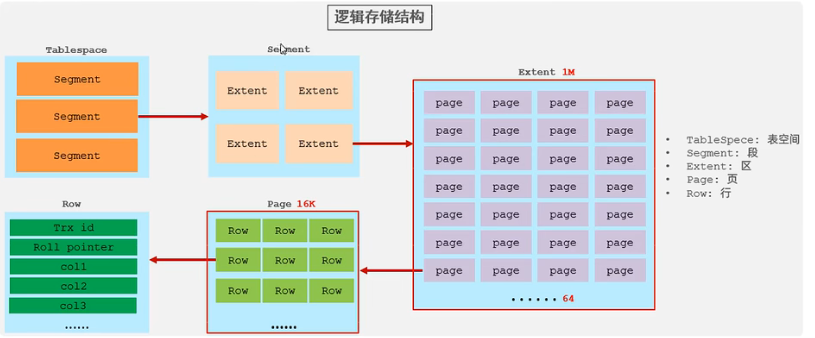 逻辑存储结构
Tablespace
Segment
Segment
Segment
Segment
Extent Extent
Extent Extent
Extent 1M
page page page page
page page page page
page page page page
page page page page
page page page page
page page page page
page page page page
...... 64
• TableSpece: 表空间
• Segment: 段
• Extent: 区
• Page: 页
• Row: 行
Row
Trx id
Roll pointer
col1
col2
col3
......
Page 16K
Row Row Row
Row Row Row
Row Row Row
......